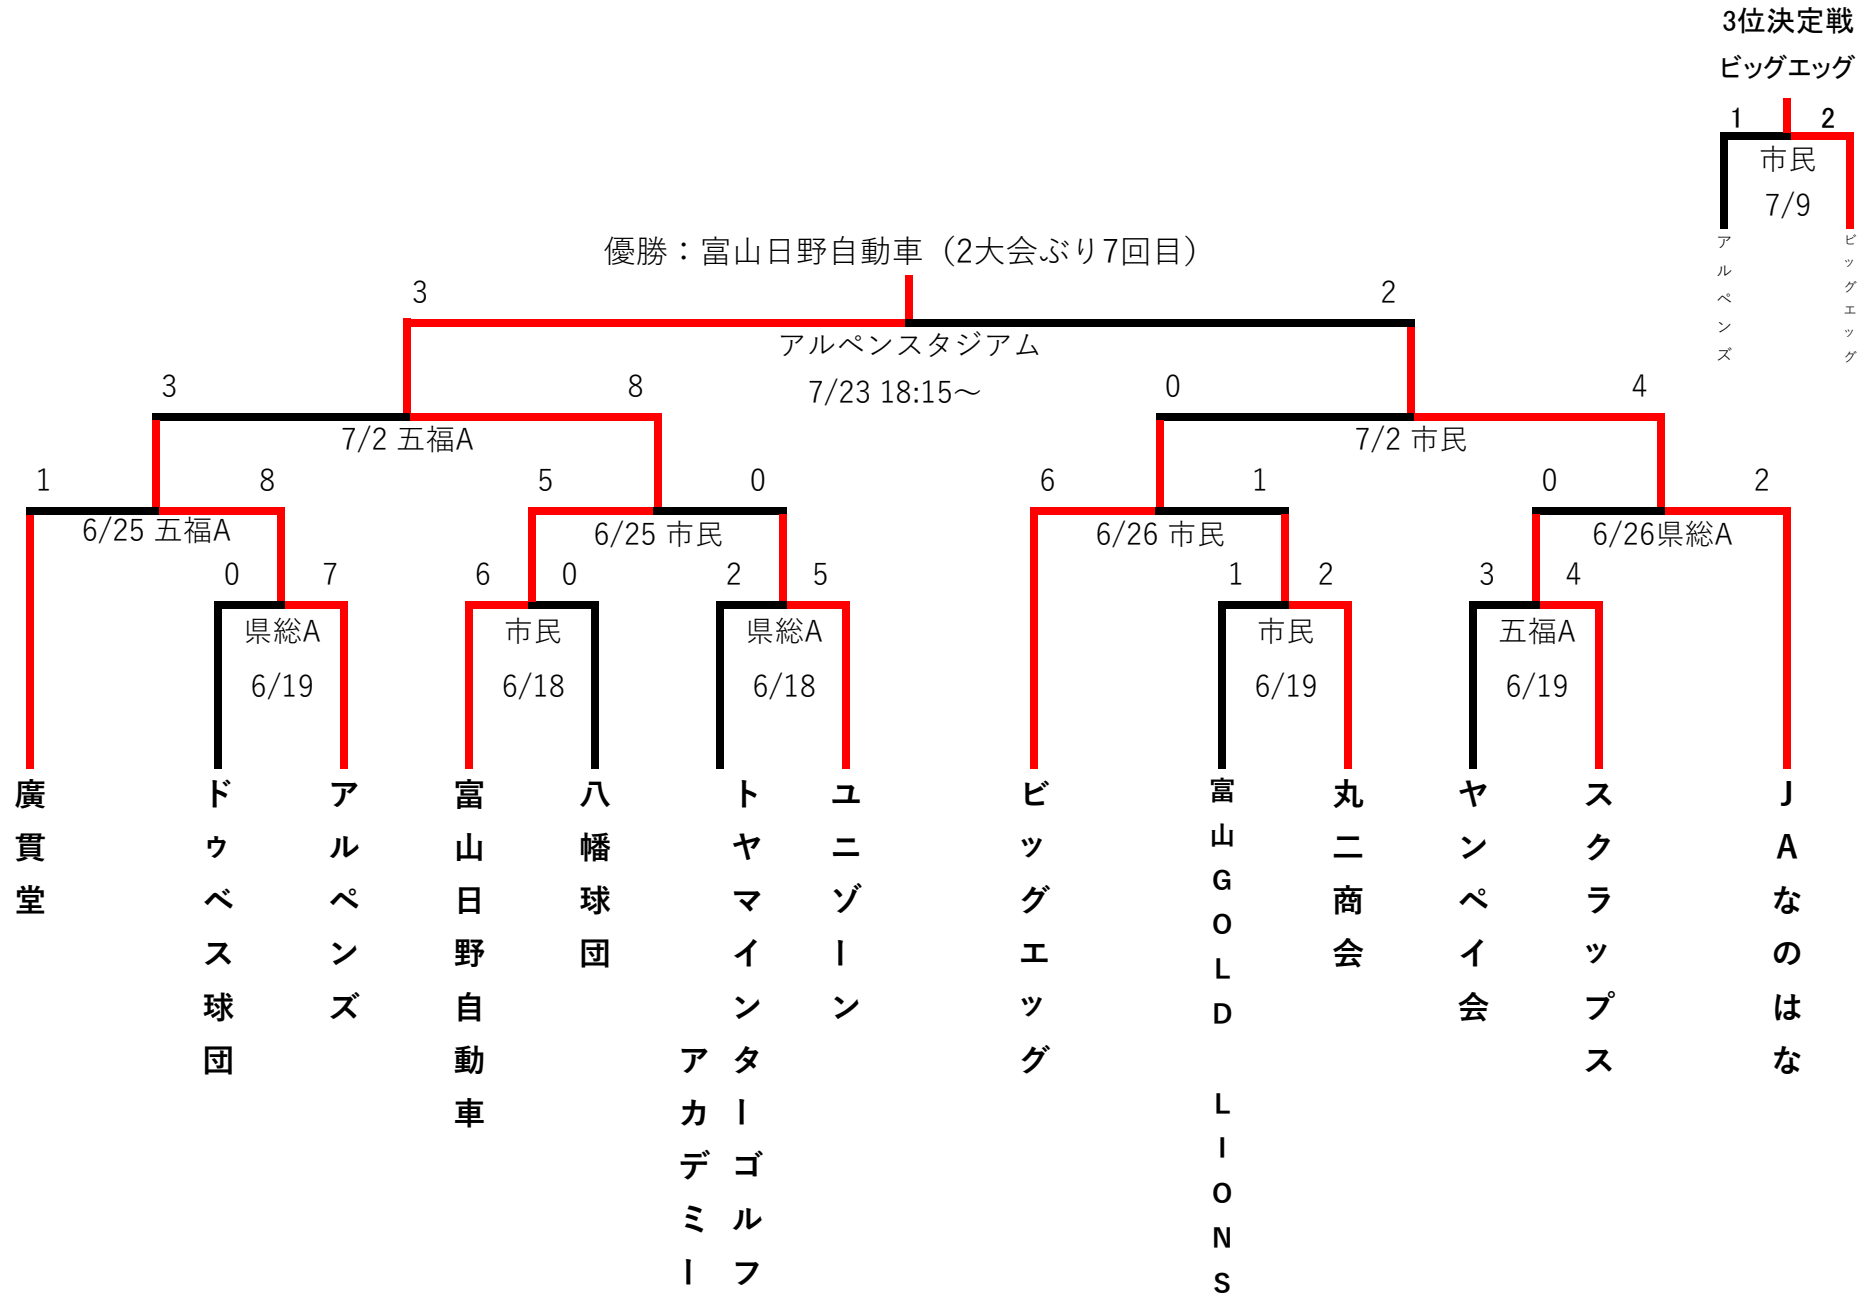 3位決定戦
ビッグエッグ
1 2
市民
7/9
アルペンズ
ビッグエッグ
優勝：富山日野自動車（2大会ぶり7回目）
3 2
アルペンスタジアム
7/23 18:15～
3 8 0 4
7/2 五福A 7/2 市民
1 8 5 0 6 1 0 2
6/25 五福A 6/25 市民 6/26 市民 6/26県総A
0 7 6 0 2 5 1 2 3 4
県総A 市民 県総A 市民 五福A
6/19 6/18 6/18 6/19 6/19
廣貫堂
ドゥベス球団
アルペンズ
富山日野自動車
八幡球団
トヤマインターゴルフ
アカデミー
ユニゾーン
ビッグエッグ
富山GOLD LIONS
丸二商会
ヤンペイ会
スクラップス
JAなのはな